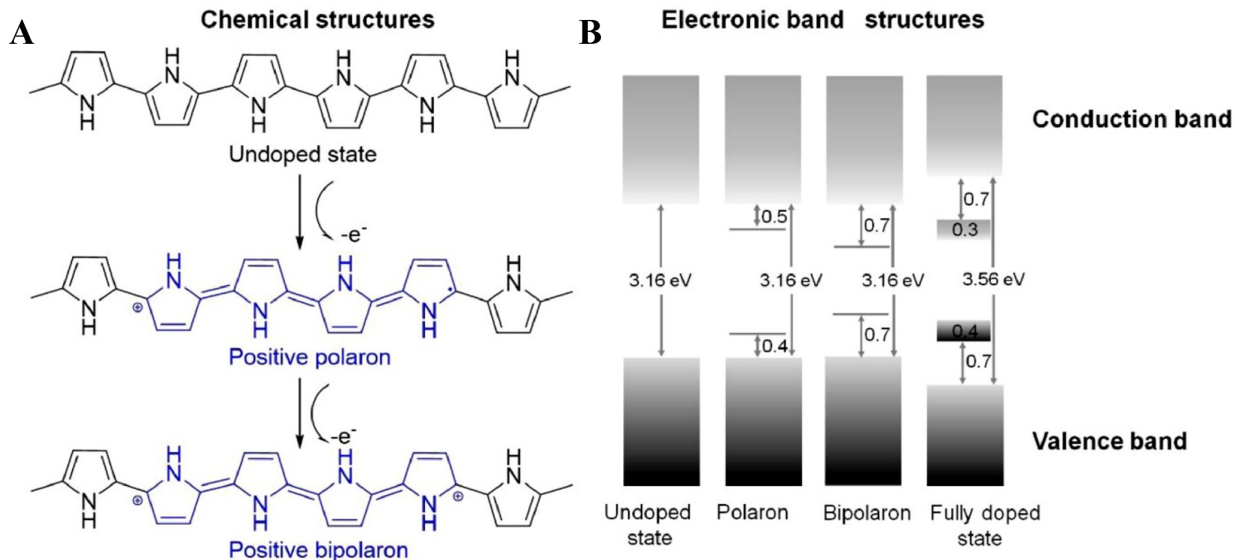 A
Chemical structures
H
N
H
N
H
N
N
H
N
H
N
H
Undoped state
-e-
H
N
H
N
N
H
N
H
N
H
N
H
⊕
·
Positive polaron
-e-
H
N
H
N
N
H
N
H
N
H
N
H
⊕
⊕
Positive bipolaron
B
Electronic band structures
Conduction band
0.5
0.7
0.7
0.3
3.16 eV
3.16 eV
3.16 eV
3.56 eV
0.4
0.7
0.4
0.7
Valence band
Undoped
state
Polaron
Bipolaron
Fully doped
state